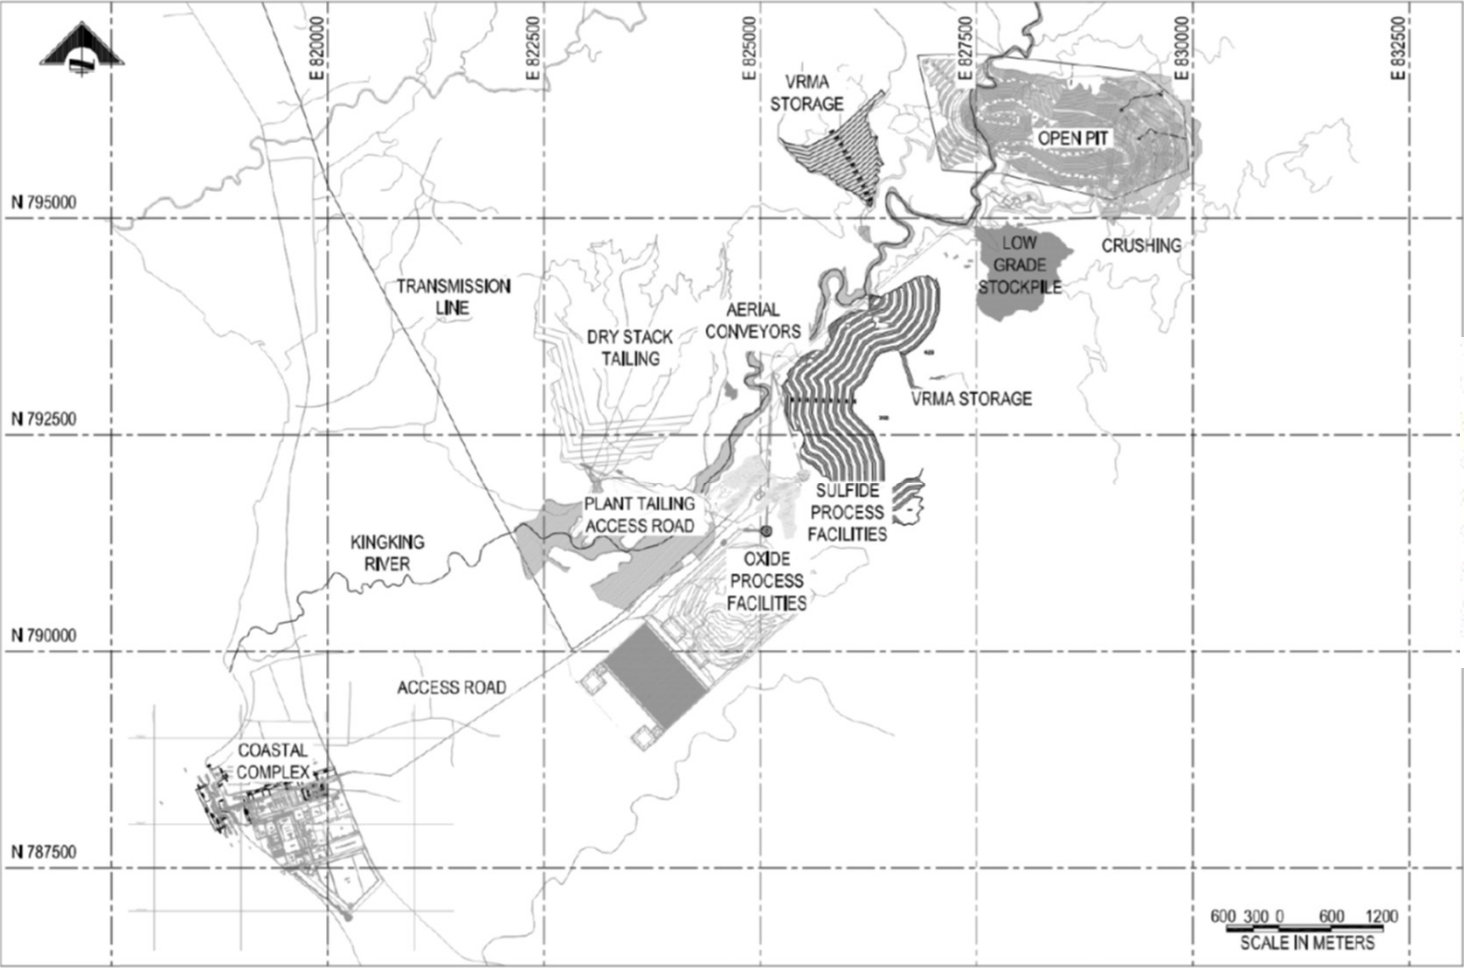 E 820000
E 822500
E 825000
E 827500
E 830000
E 832500
VRMA
STORAGE
OPEN PIT
N 795000
LOW
GRADE
STOCKPILE
CRUSHING
TRANSMISSION
LINE
AERIAL
CONVEYORS
DRY STACK
TAILING
VRMA STORAGE
N 792500
PLANT TAILING
ACCESS ROAD
SULFIDE
PROCESS
FACILITIES
KINGKING
RIVER
OXIDE
PROCESS
FACILITIES
N 790000
ACCESS ROAD
COASTAL
COMPLEX
N 787500
600 300 0 600 1200
SCALE IN METERS